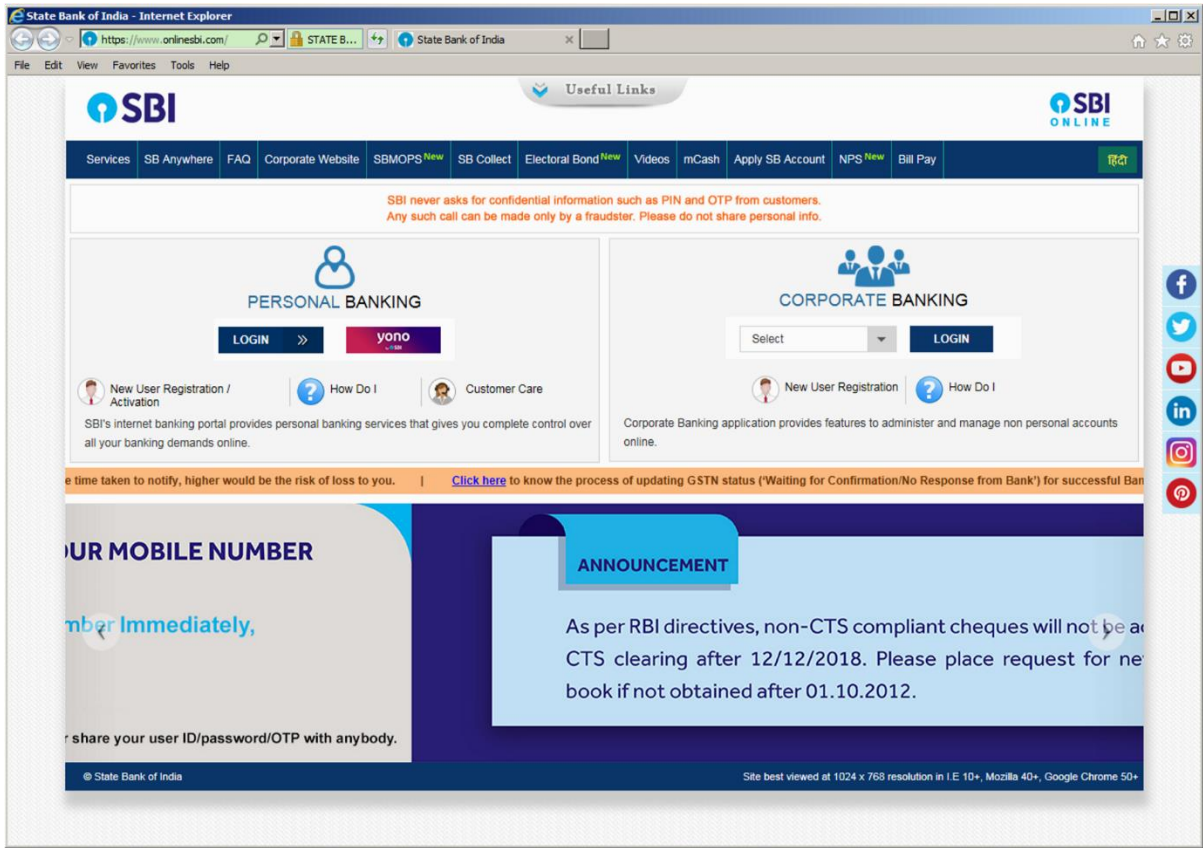 State Bank of India - Internet Explorer
https://www.onlinesbi.com/ STATE B... State Bank of India
File Edit View Favorites Tools Help
SBI
Useful Links
SBI
ONLINE
Services SB Anywhere FAQ Corporate Website SBMOPS New SB Collect Electoral Bond New Videos mCash Apply SB Account NPS New Bill Pay हिंदी
SBI never asks for confidential information such as PIN and OTP from customers.
Any such call can be made only by a fraudster. Please do not share personal info.
PERSONAL BANKING
LOGIN yono
SBI
New User Registration /
Activation
How Do I
Customer Care
SBI's internet banking portal provides personal banking services that gives you complete control over
all your banking demands online.
CORPORATE BANKING
Select LOGIN
New User Registration
How Do I
Corporate Banking application provides features to administer and manage non personal accounts
online.
e time taken to notify, higher would be the risk of loss to you. | Click here to know the process of updating GSTN status ('Waiting for Confirmation/No Response from Bank') for successful Ban
OUR MOBILE NUMBER
mber Immediately,
r share your user ID/password/OTP with anybody.
ANNOUNCEMENT
As per RBI directives, non-CTS compliant cheques will not be ac
CTS clearing after 12/12/2018. Please place request for ne
book if not obtained after 01.10.2012.
© State Bank of India
Site best viewed at 1024 x 768 resolution in I.E 10+, Mozilla 40+, Google Chrome 50+